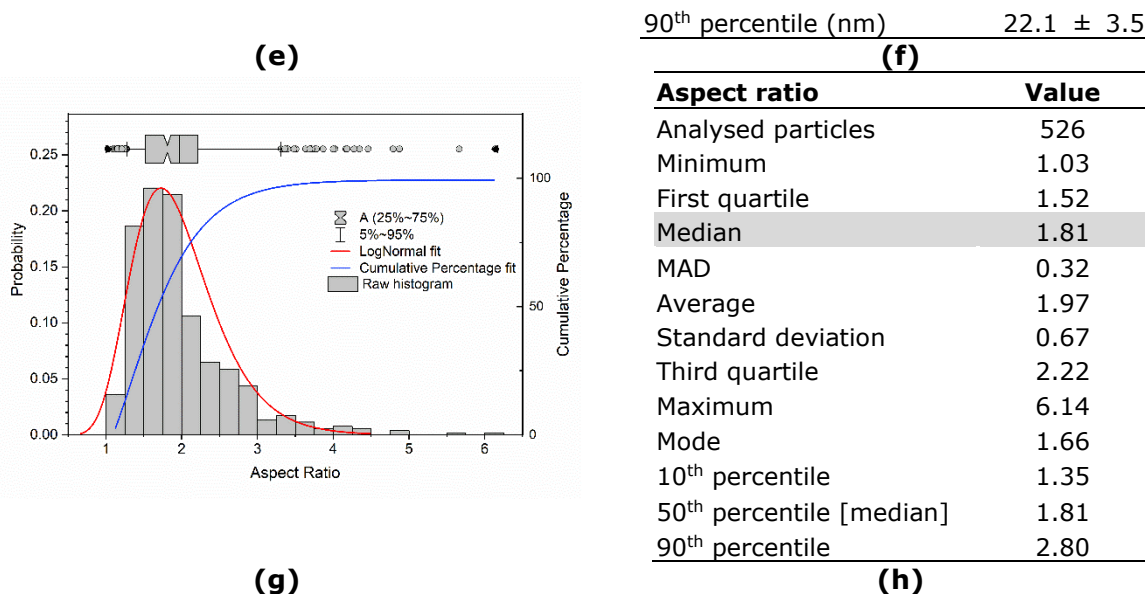 90th percentile (nm) 22.1 ± 3.5
(e)
(f)
0.25
0.20
0.15
0.10
0.05
0.00
Probability
100
50
0
Cumulative Percentage
A (25%~75%)
5%~95%
LogNormal fit
Cumulative Percentage fit
Raw histogram
1 2 3 4 5 6
Aspect Ratio
(g)
Aspect ratio Value
Analysed particles 526
Minimum 1.03
First quartile 1.52
Median 1.81
MAD 0.32
Average 1.97
Standard deviation 0.67
Third quartile 2.22
Maximum 6.14
Mode 1.66
10th percentile 1.35
50th percentile [median] 1.81
90th percentile 2.80
(h)